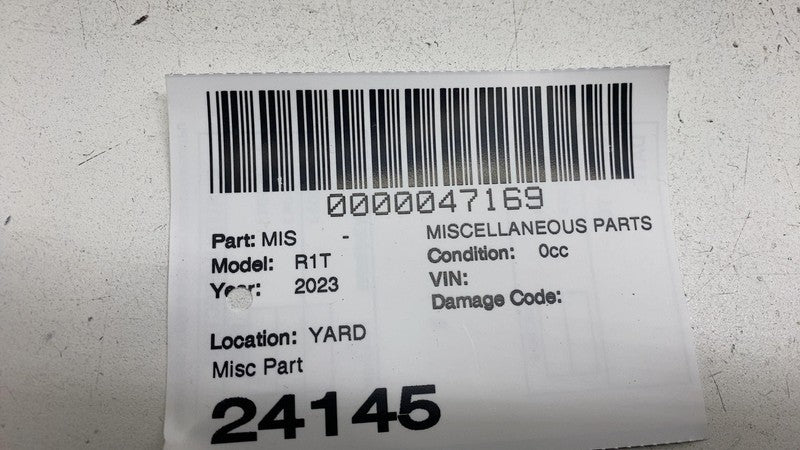 0000047169
Part: MIS - MISCELLANEOUS PARTS
Model: R1T Condition: 0cc
Year: 2023 VIN:
Damage Code:
Location: YARD
Misc Part
24145